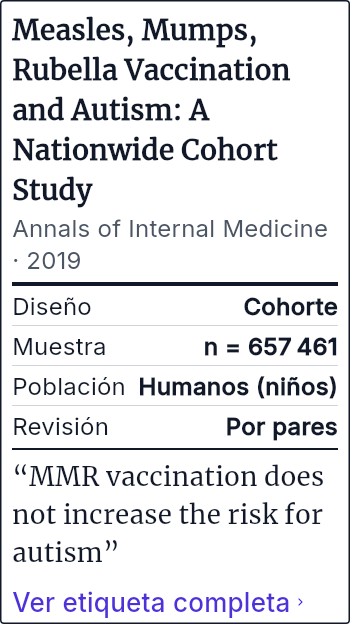 Measles, Mumps,
Rubella Vaccination
and Autism: A
Nationwide Cohort
Study
Annals of Internal Medicine
· 2019
Diseño Cohorte
Muestra n = 657 461
Población Humanos (niños)
Revisión Por pares
“MMR vaccination does
not increase the risk for
autism”
Ver etiqueta completa ›